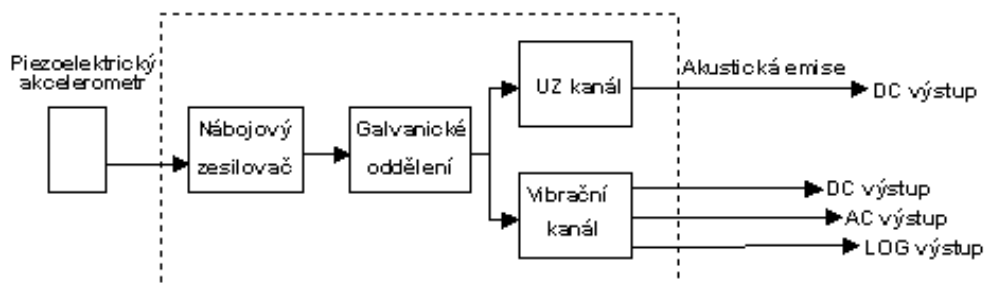 Piezoelektrický
akcelerometr
Nábojový
zesilovač
Galvanické
oddělení
UZ kanál
Akustická emise
DC výstup
Vibrační
kanál
DC výstup
AC výstup
LOG výstup